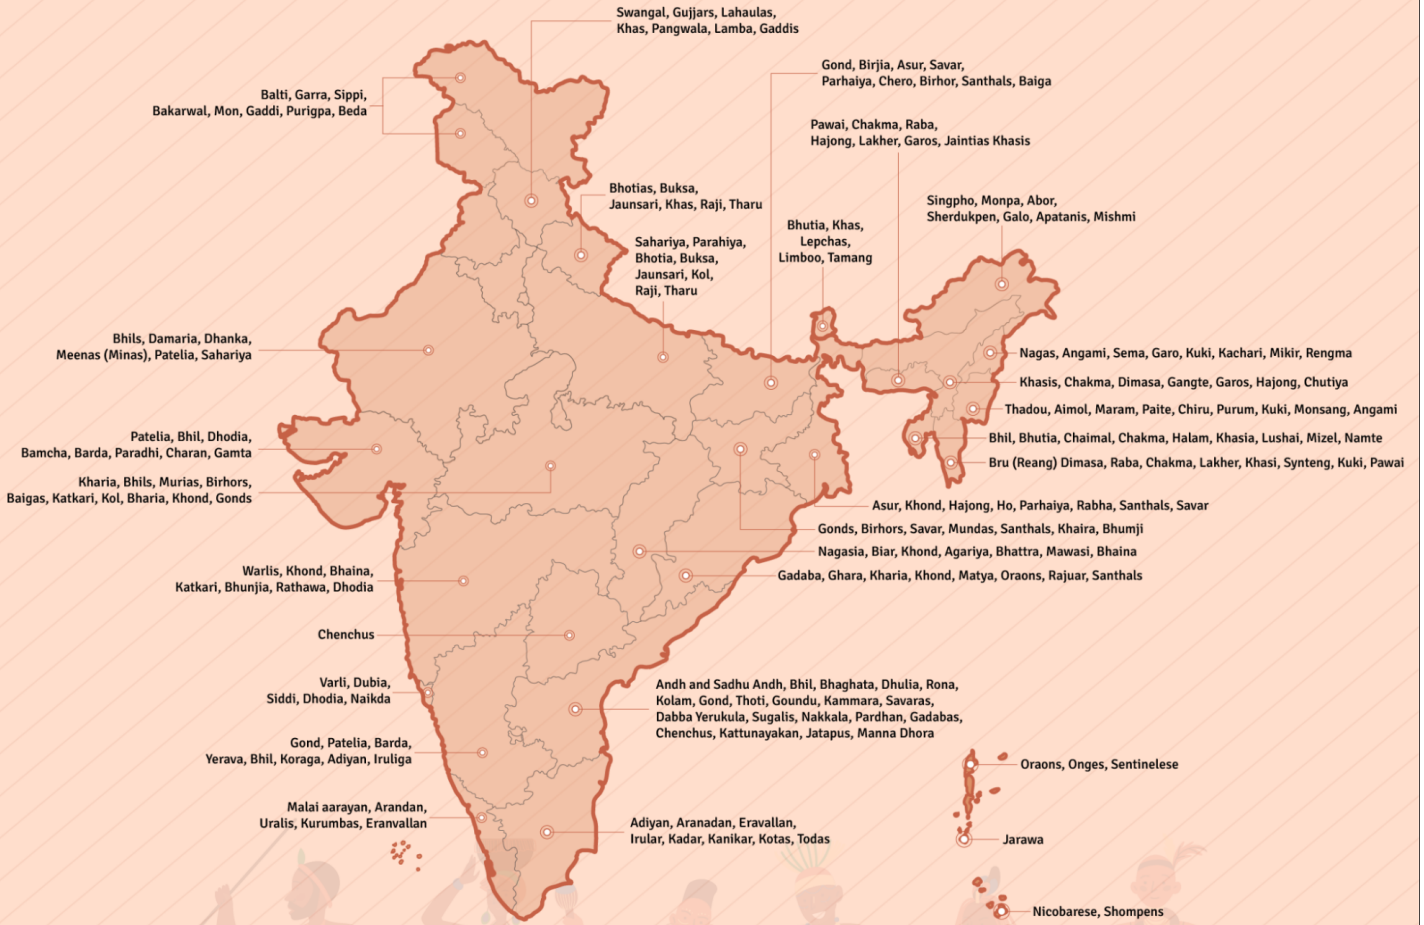 Swangal, Gujjars, Lahaulas,
Khas, Pangwala, Lamba, Gaddis
Gond, Birjia, Asur, Savar,
Parhaiya, Chero, Birhor, Santhals, Baiga
Balti, Garra, Sippi,
Bakarwal, Mon, Gaddi, Purigpa, Beda
Pawai, Chakma, Raba,
Hajong, Lakher, Garos, Jaintias Khasis
Bhotias, Buksa,
Jaunsari, Khas, Raji, Tharu
Singpho, Monpa, Abor,
Sherdukpen, Galo, Apatanis, Mishmi
Bhutia, Khas,
Lepchas,
Limboo, Tamang
Sahariya, Parahiya,
Bhotia, Buksa,
Jaunsari, Kol,
Raji, Tharu
Bhils, Damaria, Dhanka,
Meenas (Minas), Patelia, Sahariya
Nagas, Angami, Sema, Garo, Kuki, Kachari, Mikir, Rengma
Khasis, Chakma, Dimasa, Gangte, Garos, Hajong, Chutiya
Thadou, Aimol, Maram, Paite, Chiru, Purum, Kuki, Monsang, Angami
Patelia, Bhil, Dhodia,
Bamcha, Barda, Paradhi, Charan, Gamta
Bhil, Bhutia, Chaimal, Chakma, Halam, Khasia, Lushai, Mizel, Namte
Bru (Reang) Dimasa, Raba, Chakma, Lakher, Khasi, Synteng, Kuki, Pawai
Kharia, Bhils, Murias, Birhors,
Baigas, Katkari, Kol, Bharia, Khond, Gonds
Asur, Khond, Hajong, Ho, Parhaiya, Rabha, Santhals, Savar
Gonds, Birhors, Savar, Mundas, Santhals, Khaira, Bhumji
Nagasia, Biar, Khond, Agariya, Bhattra, Mawasi, Bhaina
Warlis, Khond, Bhaina,
Katkari, Bhunjia, Rathawa, Dhodia
Gadaba, Ghara, Kharia, Khond, Matya, Oraons, Rajuar, Santhals
Chenchus
Varli, Dubia,
Siddi, Dhodia, Naikda
Andh and Sadhu Andh, Bhil, Bhaghata, Dhulia, Rona,
Kolam, Gond, Thoti, Goundu, Kammara, Savaras,
Dabba Yerukula, Sugalis, Nakkala, Pardhan, Gadabas,
Chenchus, Kattunayakan, Jatapus, Manna Dhora
Gond, Patelia, Barda,
Yerava, Bhil, Koraga, Adiyan, Iruliga
Oraons, Onges, Sentinelese
Malai aarayan, Arandan,
Uralis, Kurumbas, Eranvallan
Adiyan, Aranadan, Eravallan,
Irular, Kadar, Kanikar, Kotas, Todas
Jarawa
Nicobarese, Shompens